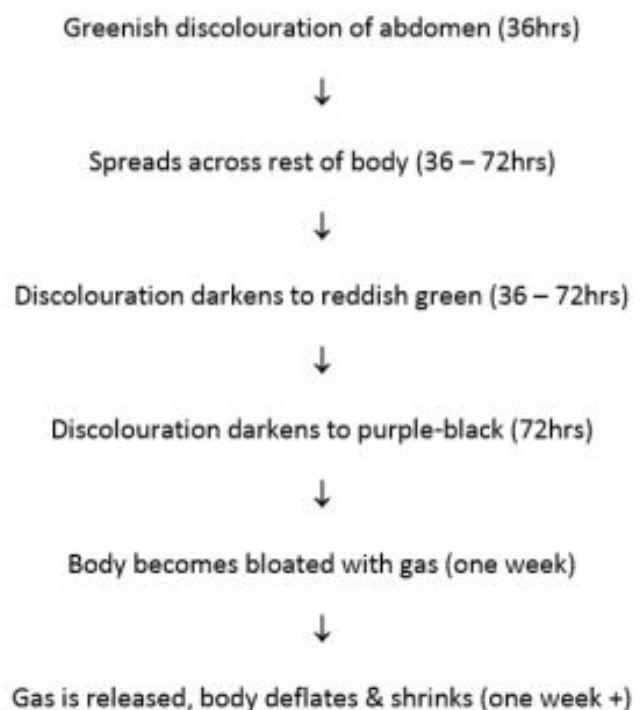 Greenish discolouration of abdomen (36hrs)
↓
Spreads across rest of body (36 – 72hrs)
↓
Discolouration darkens to reddish green (36 – 72hrs)
↓
Discolouration darkens to purple-black (72hrs)
↓
Body becomes bloated with gas (one week)
↓
Gas is released, body deflates & shrinks (one week +)